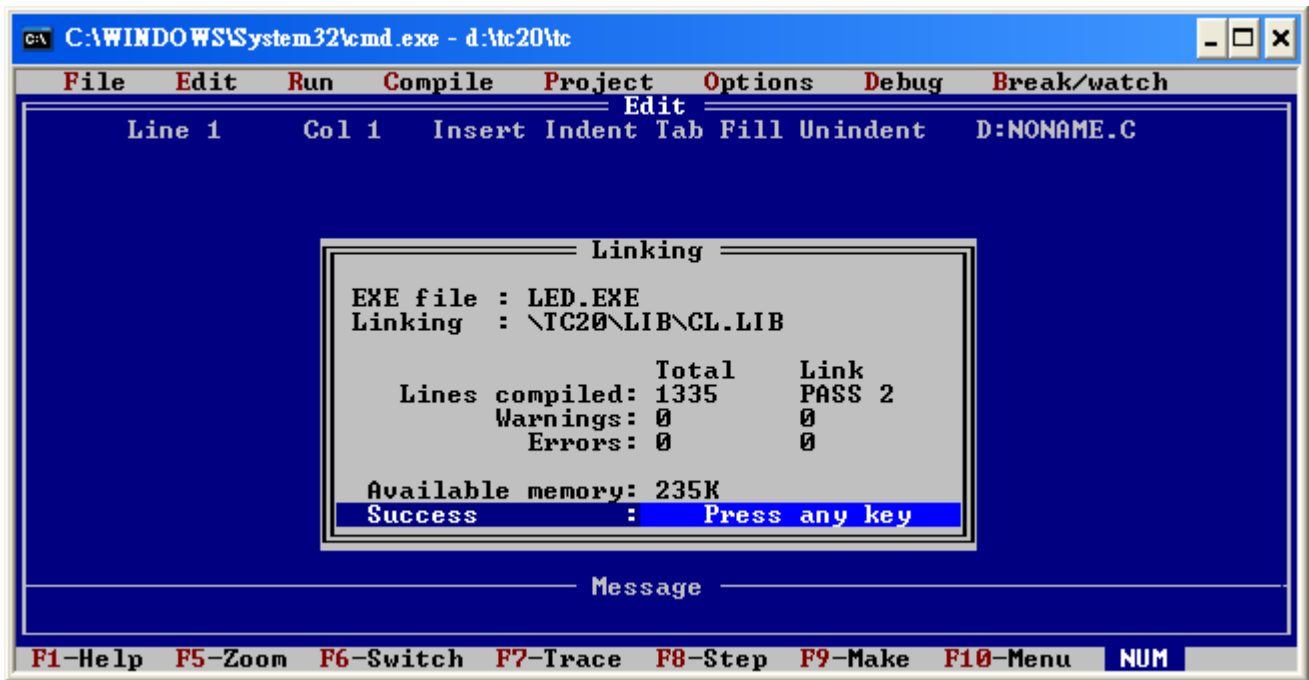 C:\WINDOWS\System32\cmd.exe - d:\tc20\tc
File Edit Run Compile Project Options Debug Break/watch
Edit
Line 1 Col 1 Insert Indent Tab Fill Unindent D:NONAME.C
Linking
EXE file : LED.EXE
Linking : \TC20\LIB\CL.LIB
Total Link
Lines compiled: 1335 PASS 2
Warnings: 0 0
Errors: 0 0
Available memory: 235K
Success : Press any key
Message
F1-Help F5-Zoom F6-Switch F7-Trace F8-Step F9-Make F10-Menu NUM